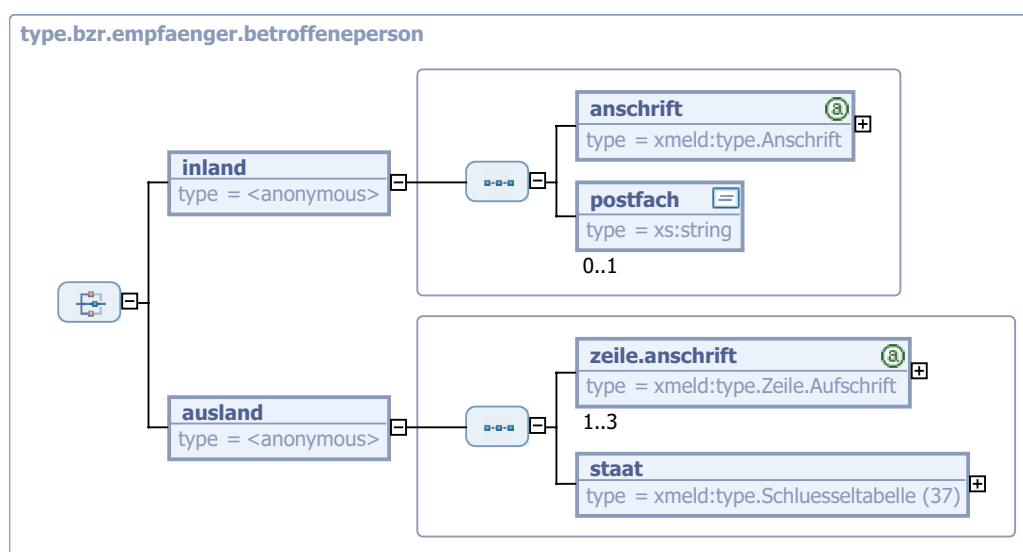 type.bzr.empfaenger.betroffeneperson
anschrift
type = xmeld:type.Anschrift
inland
type = <anonymous>
postfach
type = xs:string
0..1
zeile.anschrift
type = xmeld:type.Zeile.Aufschrift
1..3
ausland
type = <anonymous>
staat
type = xmeld:type.Schluesseltabelle (37)